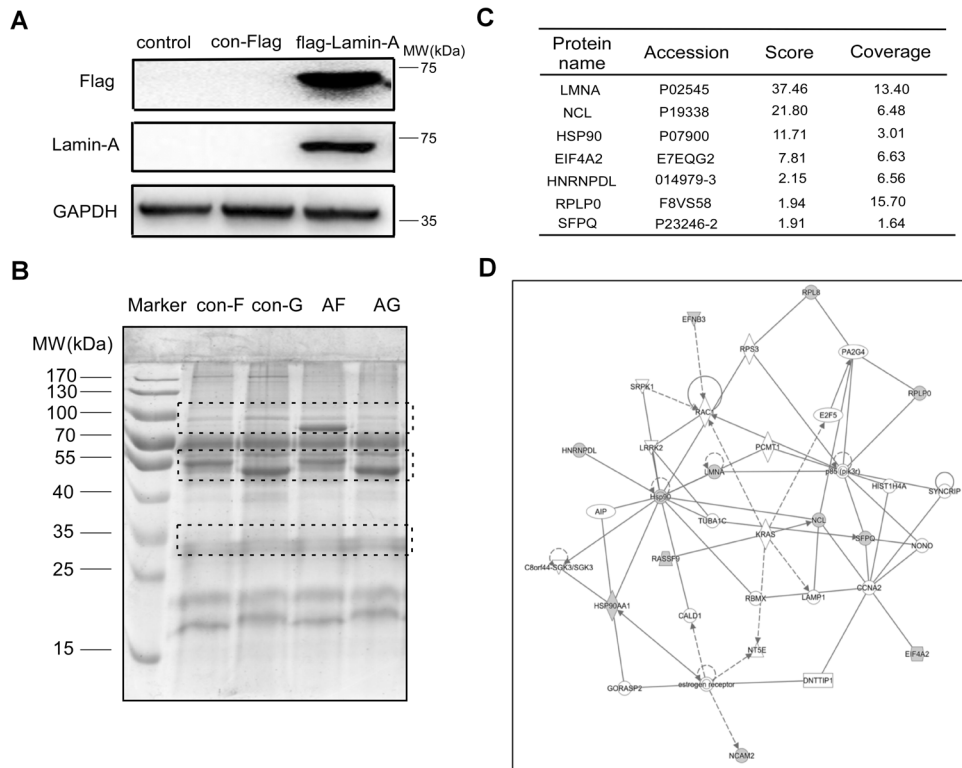 A
control con-Flag flag-Lamin-A MW(kDa)
Flag
75
Lamin-A
75
GAPDH
35
B
Marker con-F con-G AF AG
MW(kDa)
170
130
100
70
55
40
35
25
15
C
Protein name Accession Score Coverage
LMNA P02545 37.46 13.40
NCL P19338 21.80 6.48
HSP90 P07900 11.71 3.01
EIF4A2 E7EQG2 7.81 6.63
HNRNPDL 014979-3 2.15 6.56
RPLP0 F8VS58 1.94 15.70
SFPQ P23246-2 1.91 1.64
D
RPL8
EFNB3
RPS3
PA2G4
SRPK1
RPLP0
RAC
E2F5
HNRNPDL
LRRK2
PCMT1
LMNA
p85 (pik3r)
HIST1H4A
SYNCRIP
Hsp90
AIP
TUBA1C
NCL
KRAS
SFPQ
NONO
C8orf44-SGK3/SGK3
RASSF9
CCNA2
HSP90AA1
RBMX
LAMP1
CALD1
NT5E
EIF4A2
GORASP2
estrogen receptor
DNTTIP1
NCAM2